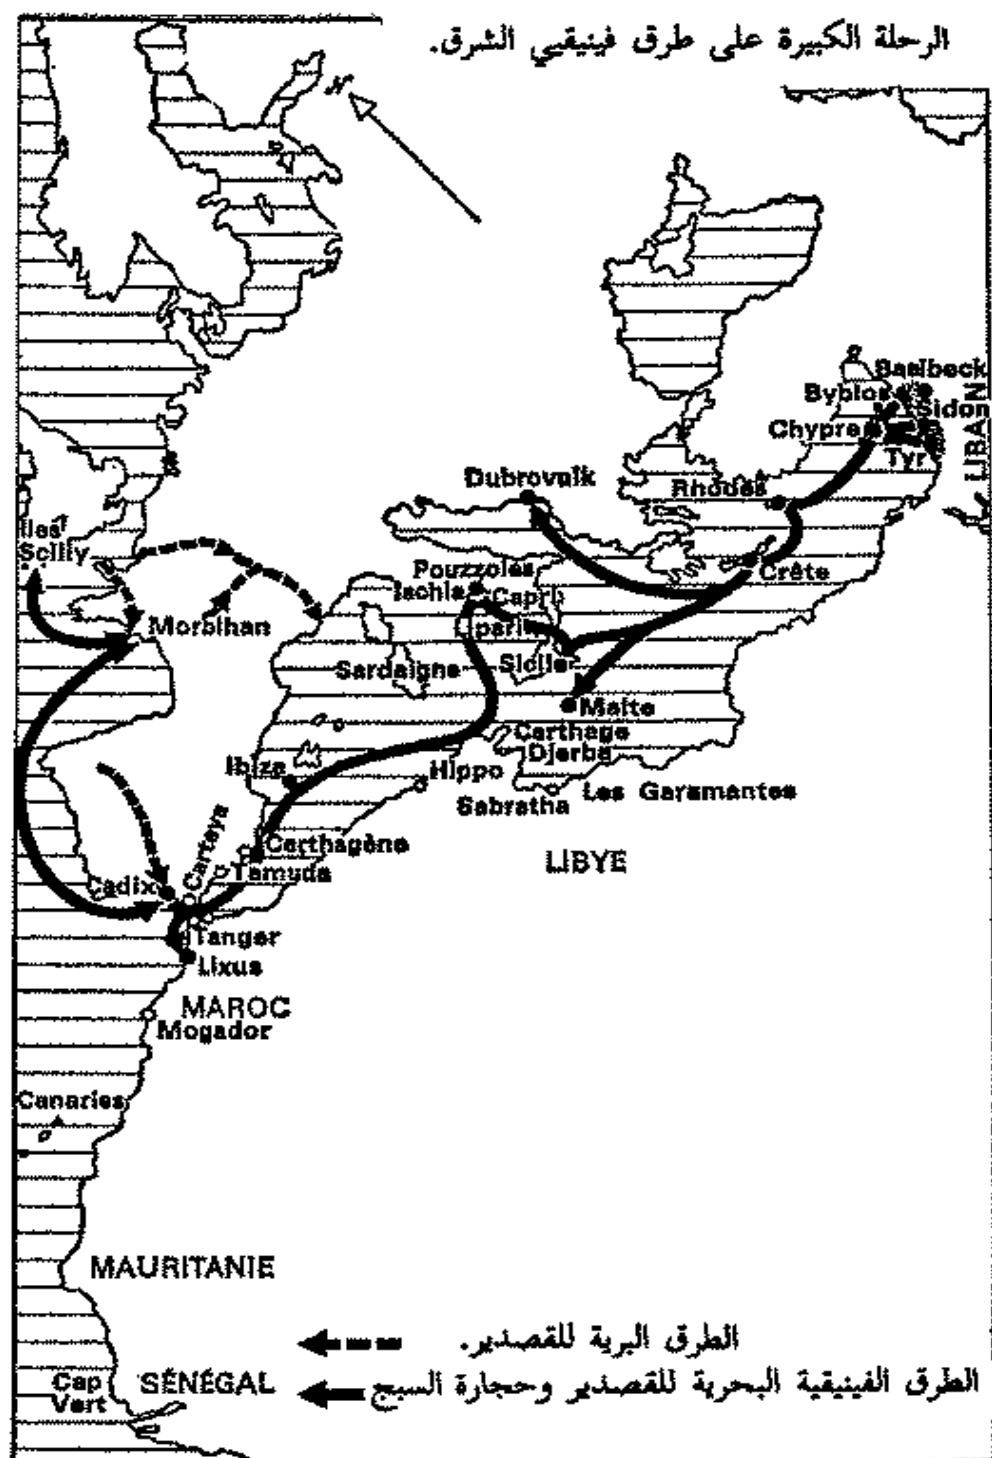 الرحلة الكبيرة على طرق فينيقيي الشرق.
N
Baalbeck
Byblos
Sidon
Chypre
Tyr
LIBAN
Dubrovnik
Rhodes
Iles
Scilly
Crête
Pouzzoles
Ischia
Capri
Lipari
Morbihan
Sardaigne
Sicile
Malte
Carthage
Djerba
Ibiza
Hippo
Sabratha
Les Garamantes
Carteya
Carthagène
Tamuda
LIBYE
Cadix
Tanger
Lixus
MAROC
Mogador
Canaries
MAURITANIE
الطرق البرية للقصدير.
Cap
Vert
SÉNÉGAL
الطرق الفينيقية البحرية للقصدير وحجارة السبج